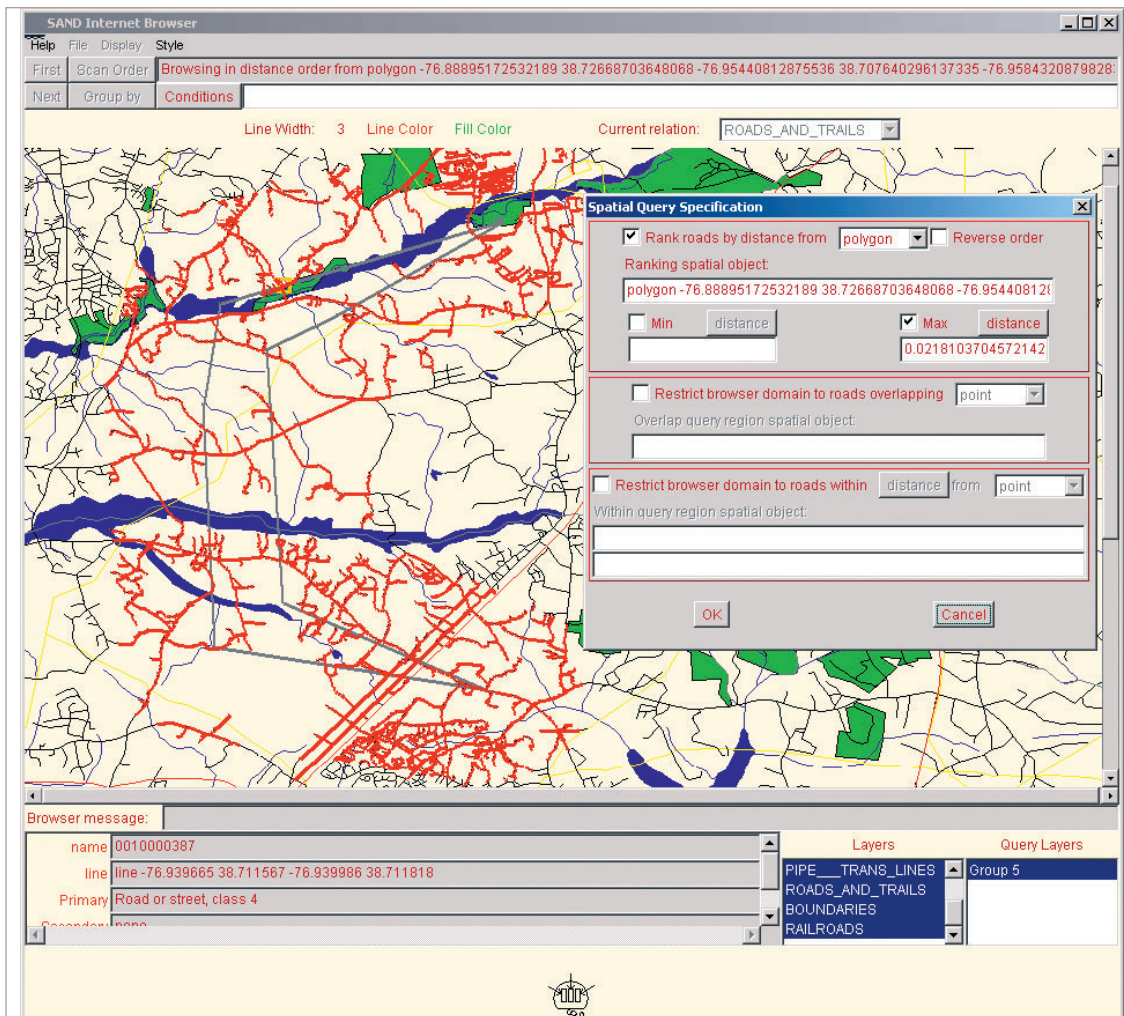 SAND Internet Browser
Help File Display Style
First Scan Order Browsing in distance order from polygon -76.88895172532189 38.72668703648068 -76.95440812875536 38.707640296137335 -76.9584320879828
Next Group by Conditions
Line Width: 3 Line Color Fill Color Current relation: ROADS_AND_TRAILS
Spatial Query Specification
Rank roads by distance from polygon Reverse order
Ranking spatial object:
polygon -76.88895172532189 38.72668703648068 -76.954408128
Min distance Max distance
0.0218103704572142
Restrict browser domain to roads overlapping point
Overlap query region spatial object:
Restrict browser domain to roads within distance from point
Within query region spatial object:
OK Cancel
Browser message:
name 0010000387
line line -76.939665 38.711567 -76.939986 38.711818
Primary Road or street, class 4
Secondary none
Layers Query Layers
PIPE___TRANS_LINES Group 5
ROADS_AND_TRAILS
BOUNDARIES
RAILROADS